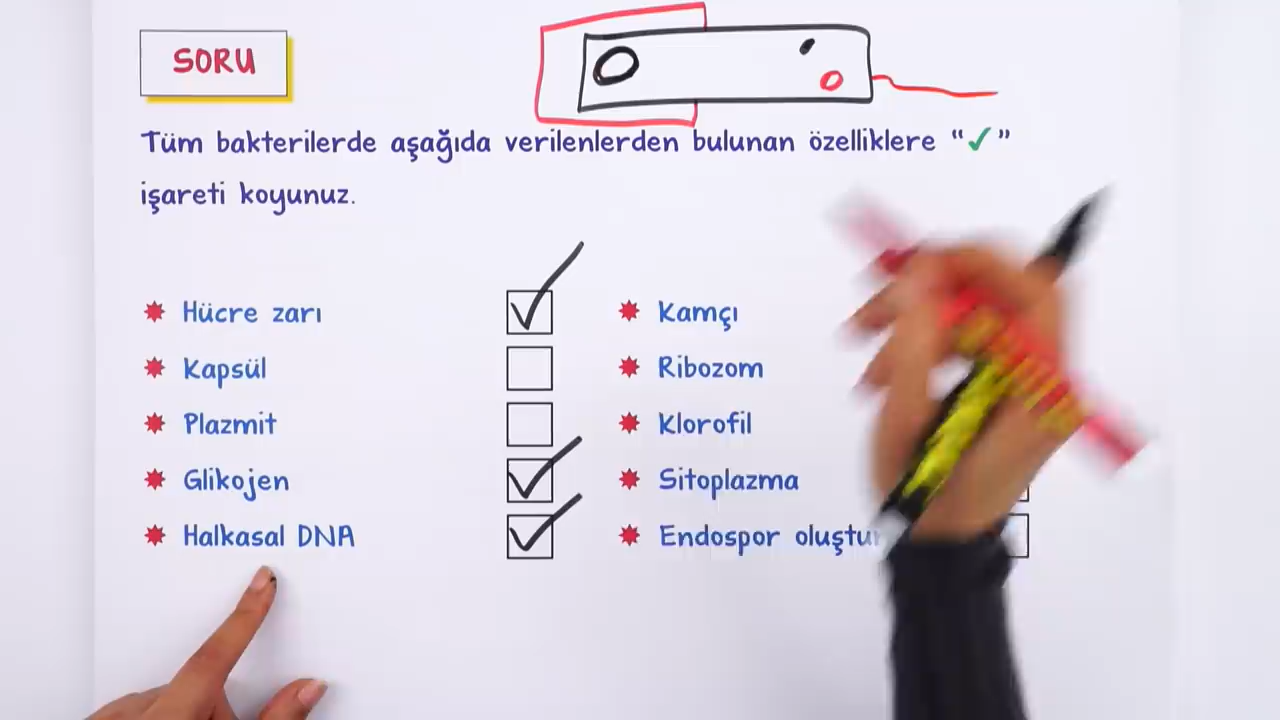 SORU
Tüm bakterilerde aşağıda verilenlerden bulunan özelliklere “✓”
işareti koyunuz.
Hücre zarı
Kapsül
Plazmit
Glikojen
Halkasal DNA
Kamçı
Ribozom
Klorofil
Sitoplazma
Endospor